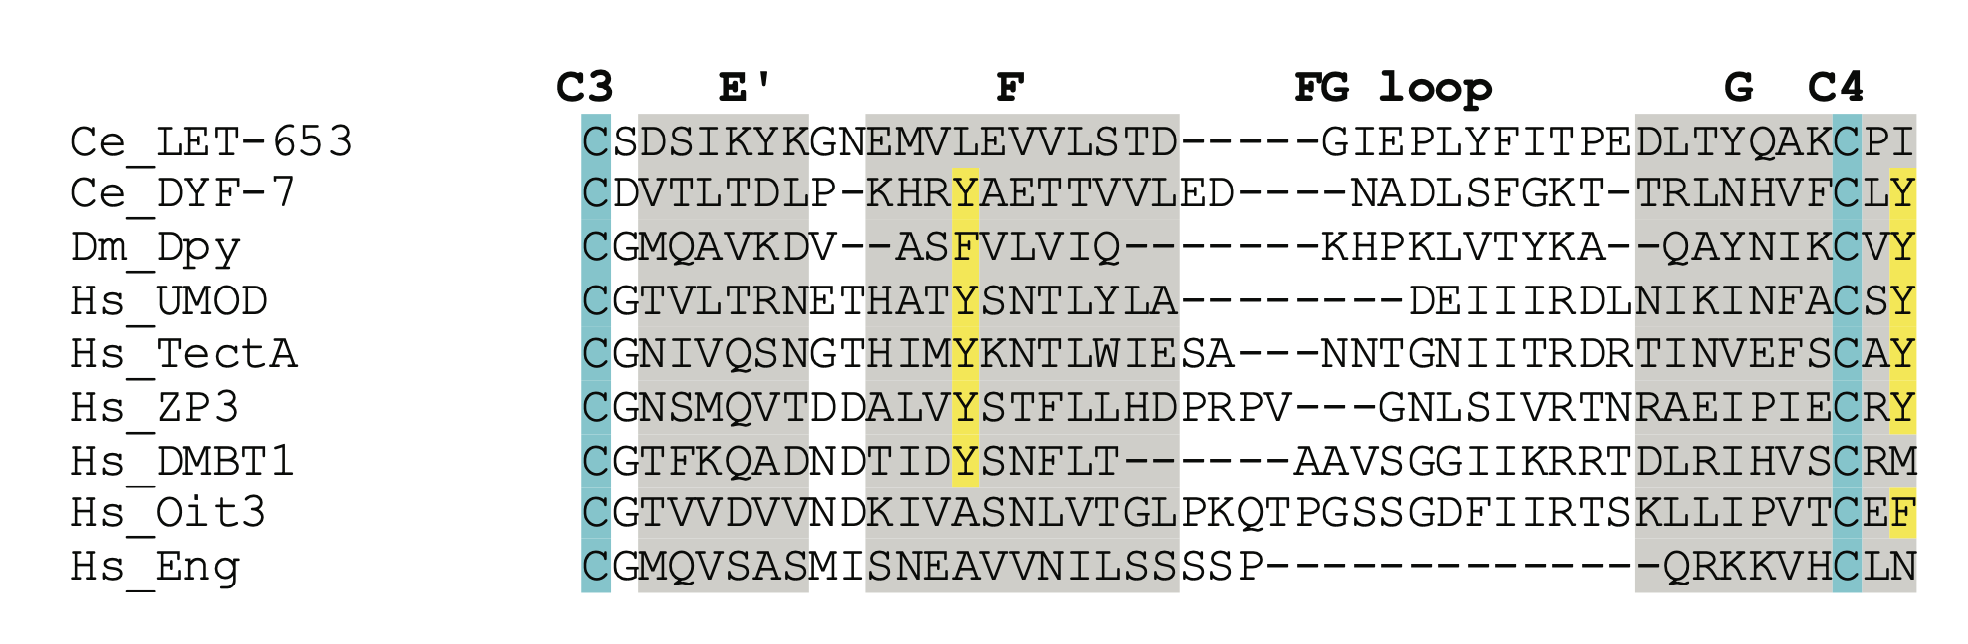 C3 E' F FG loop G C4
Ce_LET-653 CSDSIKYKGNEMVLEVVLSTD-----GIEPLYFITPEDLTYQAKCPI
Ce_DYF-7 CDVTLTDLP-KHRYAETTVVLED----NADLSFGKT-TRLNHVFCLY
Dm_Dpy CGMQAVKDV--ASFVLVIQ-------KHPKLVTYKA--QAYNIKCVY
Hs_UMOD CGTVLTRNETHATYSNTLYLA--------DEIIIRDLNIKINFACSY
Hs_TectA CGNIVQSNGTHIMYKNTLWIESA---NNTGNIITRDRTINVEFSCAY
Hs_ZP3 CGNSMQVTDDALVYSTFLLHDPRPV---GNLSIVRTNRAEIPIECRY
Hs_DMBT1 CGTFKQADNDTIDYSNFLT------AAVSGGIIKRRTDLRIHVSCRM
Hs_Oit3 CGTVVDVVNDKIVASNLVTGLPKQTPGSSGDFIIRTSKLLIPVTCEF
Hs_Eng CGMQVSASMISNEAVVNILSSSSP--------------QRKKVHCLN